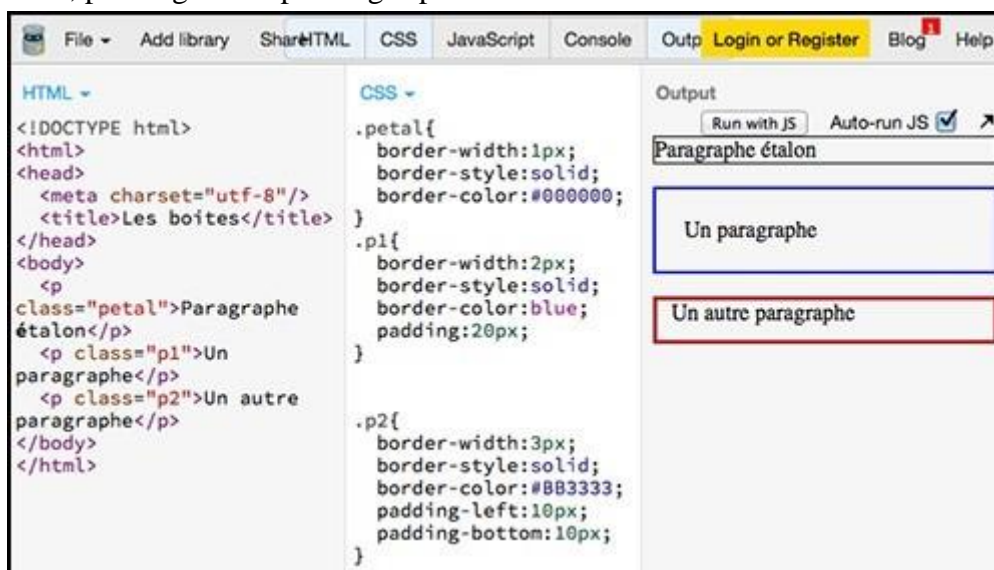 File Add library Share HTML CSS JavaScript Console Outp Login or Register Blog 1 Help
HTML
<!DOCTYPE html>
<html>
<head>
<meta charset="utf-8"/>
<title>Les boites</title>
</head>
<body>
<p
class="petal">Paragraphe
étalon</p>
<p class="p1">Un
paragraphe</p>
<p class="p2">Un autre
paragraphe</p>
</body>
</html>
CSS
.petal{
border-width:1px;
border-style:solid;
border-color:#000000;
}
.p1{
border-width:2px;
border-style:solid;
border-color:blue;
padding:20px;
}
.p2{
border-width:3px;
border-style:solid;
border-color:#BB3333;
padding-left:10px;
padding-bottom:10px;
}
Output
Run with JS Auto-run JS
Paragraphe étalon
Un paragraphe
Un autre paragraphe